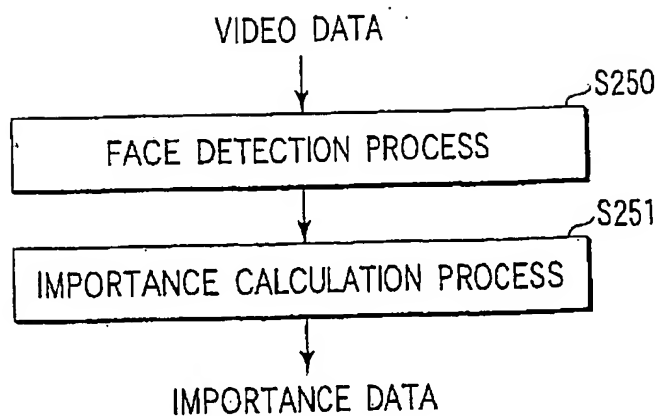 VIDEO DATA
S250
FACE DETECTION PROCESS
S251
IMPORTANCE CALCULATION PROCESS
IMPORTANCE DATA